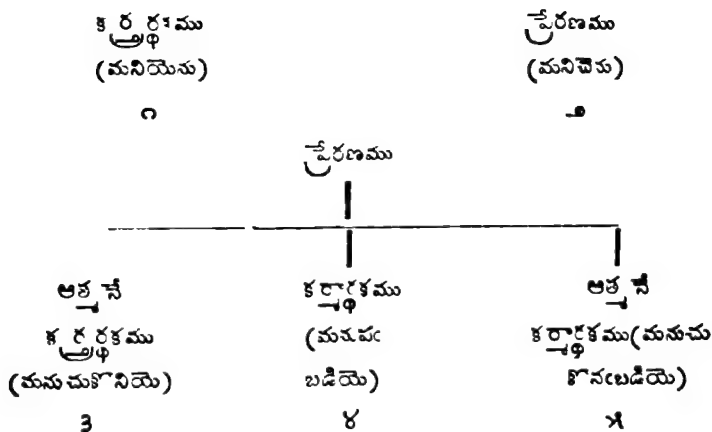 కర్త్రర్థకము ప్రేరణము
(మనియెను) (మనిచెను)
౧ ౨
ప్రేరణము
ఆత్మనే కర్మార్థకము ఆత్మనే
కర్త్రర్థకము (మనుపఁ కర్మార్థకము(మనుచు
(మనుచుకొనియె) బడియె) కొనఁబడియె)
౩ ౪ ౫